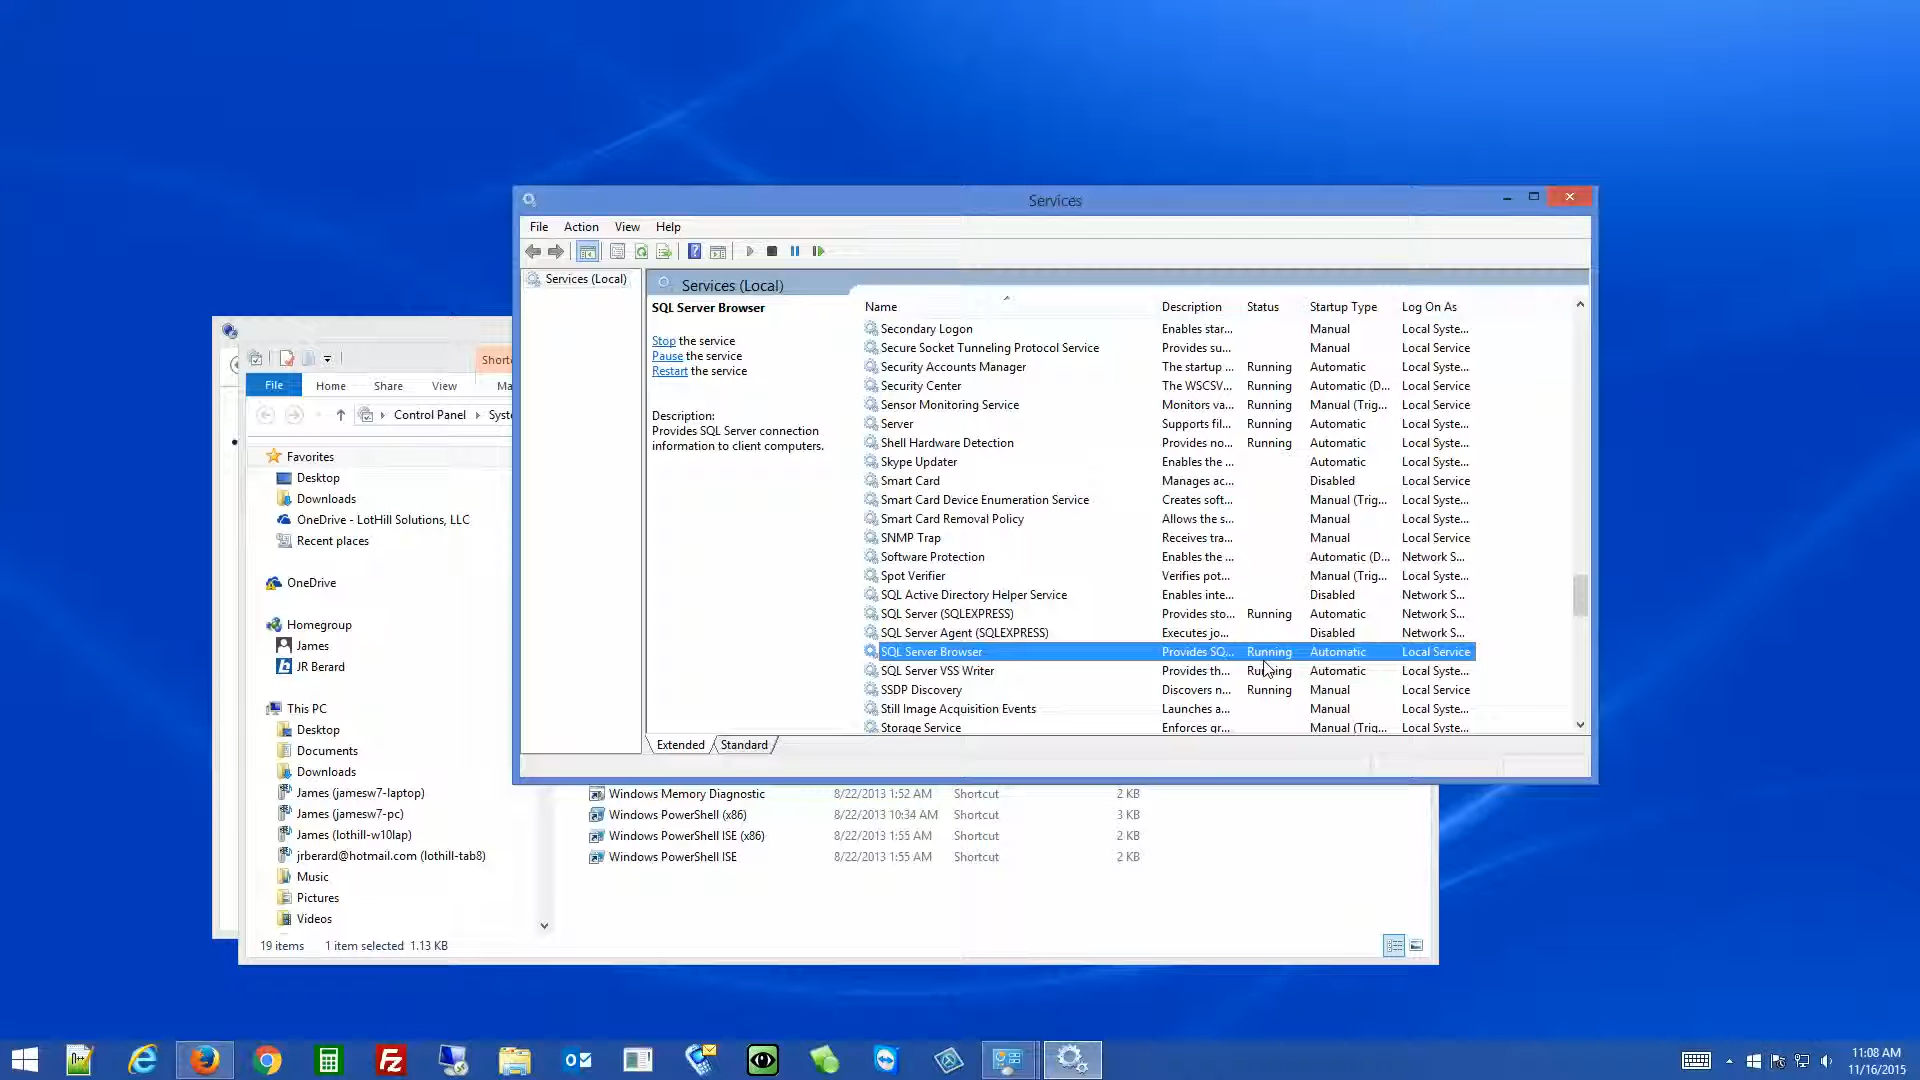 Services
File Action View Help
Services (Local)
Services (Local)
SQL Server Browser
Stop the service
Pause the service
Restart the service
Description:
Provides SQL Server connection
information to client computers.
Name Description Status Startup Type Log On As
Secondary Logon Enables star... Manual Local Syste...
Secure Socket Tunneling Protocol Service Provides su... Manual Local Service
Security Accounts Manager The startup ... Running Automatic Local Syste...
Security Center The WSCSV... Running Automatic (D... Local Service
Sensor Monitoring Service Monitors va... Running Manual (Trig... Local Service
Server Supports fil... Running Automatic Local Syste...
Shell Hardware Detection Provides no... Running Automatic Local Syste...
Skype Updater Enables the ... Automatic Local Syste...
Smart Card Manages ac... Disabled Local Service
Smart Card Device Enumeration Service Creates soft... Manual (Trig... Local Syste...
Smart Card Removal Policy Allows the s... Manual Local Syste...
SNMP Trap Receives tra... Manual Local Service
Software Protection Enables the ... Automatic (D... Network S...
Spot Verifier Verifies pot... Manual (Trig... Local Syste...
SQL Active Directory Helper Service Enables inte... Disabled Network S...
SQL Server (SQLEXPRESS) Provides sto... Running Automatic Network S...
SQL Server Agent (SQLEXPRESS) Executes jo... Disabled Network S...
SQL Server Browser Provides SQ... Running Automatic Local Service
SQL Server VSS Writer Provides th... Running Automatic Local Syste...
SSDP Discovery Discovers n... Running Manual Local Service
Still Image Acquisition Events Launches a... Manual Local Syste...
Storage Service Enforces gr... Manual (Trig... Local Syste...
Extended Standard
Shortc
File Home Share View Ma
Control Panel Syste
Favorites
Desktop
Downloads
OneDrive - LotHill Solutions, LLC
Recent places
OneDrive
Homegroup
James
JR Berard
This PC
Desktop
Documents
Downloads
James (jamesw7-laptop)
James (jamesw7-pc)
James (lothill-w10lap)
jrberard@hotmail.com (lothill-tab8)
Music
Pictures
Videos
Windows Memory Diagnostic 8/22/2013 1:52 AM Shortcut 2 KB
Windows PowerShell (x86) 8/22/2013 10:34 AM Shortcut 3 KB
Windows PowerShell ISE (x86) 8/22/2013 1:55 AM Shortcut 2 KB
Windows PowerShell ISE 8/22/2013 1:55 AM Shortcut 2 KB
19 items 1 item selected 1.13 KB
11:08 AM
11/16/2015